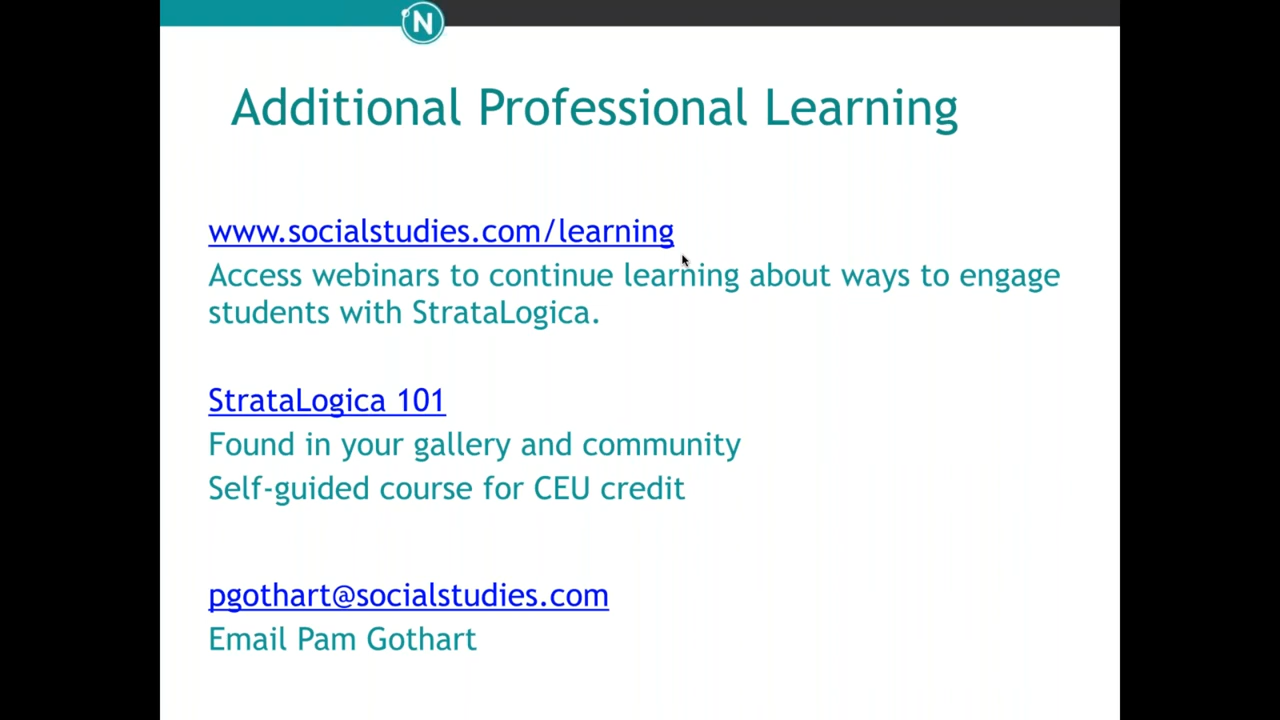 N
Additional Professional Learning
www.socialstudies.com/learning
Access webinars to continue learning about ways to engage
students with StrataLogica.
StrataLogica 101
Found in your gallery and community
Self-guided course for CEU credit
pgothart@socialstudies.com
Email Pam Gothart